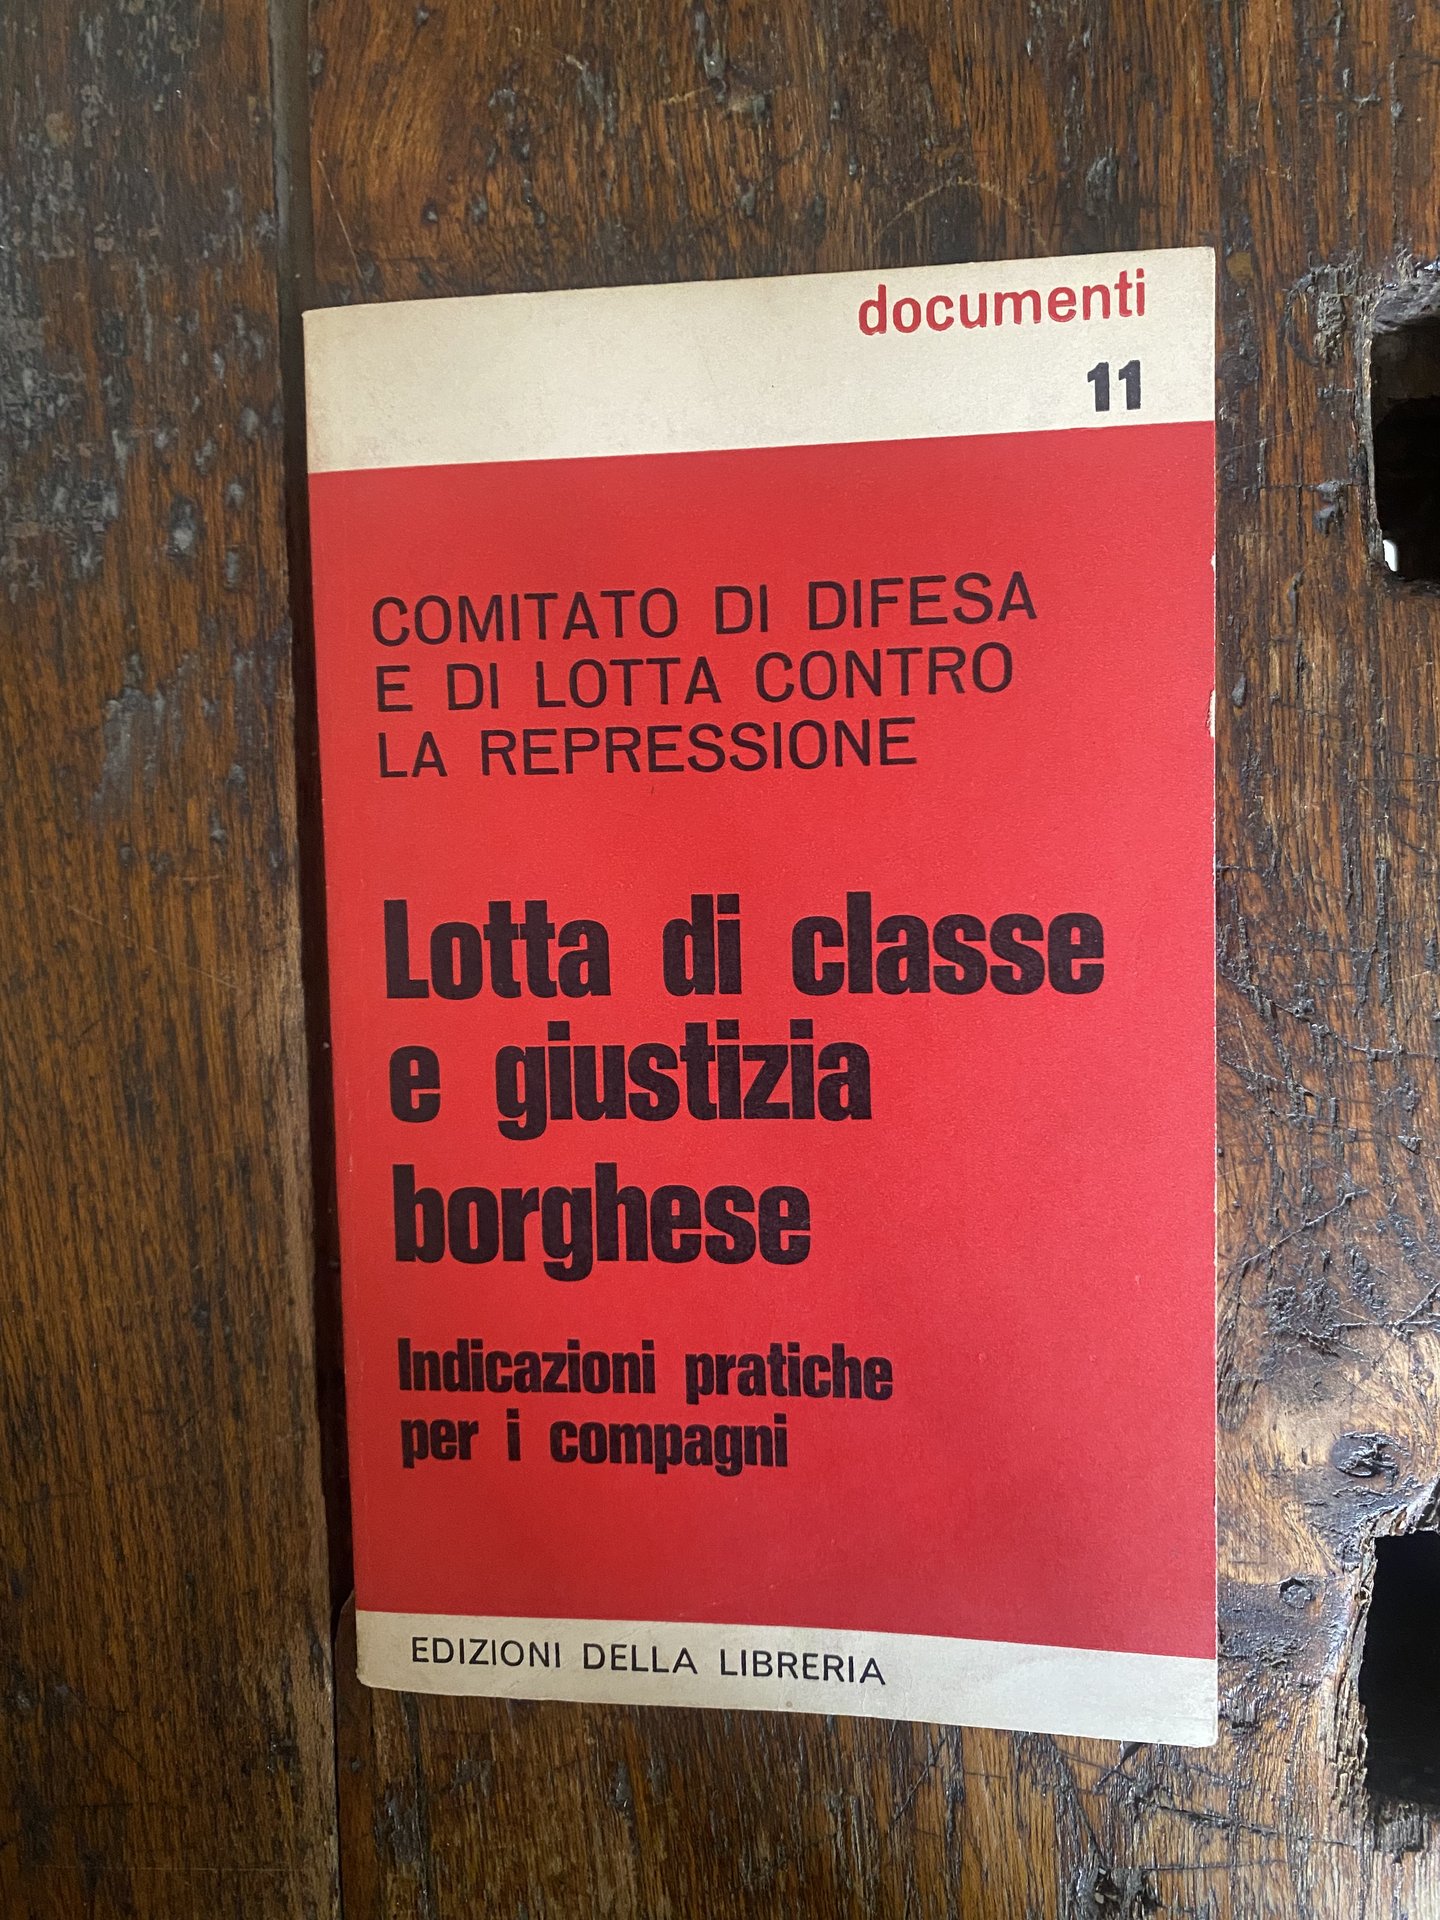 documenti
11
COMITATO DI DIFESA
E DI LOTTA CONTRO
LA REPRESSIONE
Lotta di classe
e giustizia
borghese
Indicazioni pratiche
per i compagni
EDIZIONI DELLA LIBRERIA